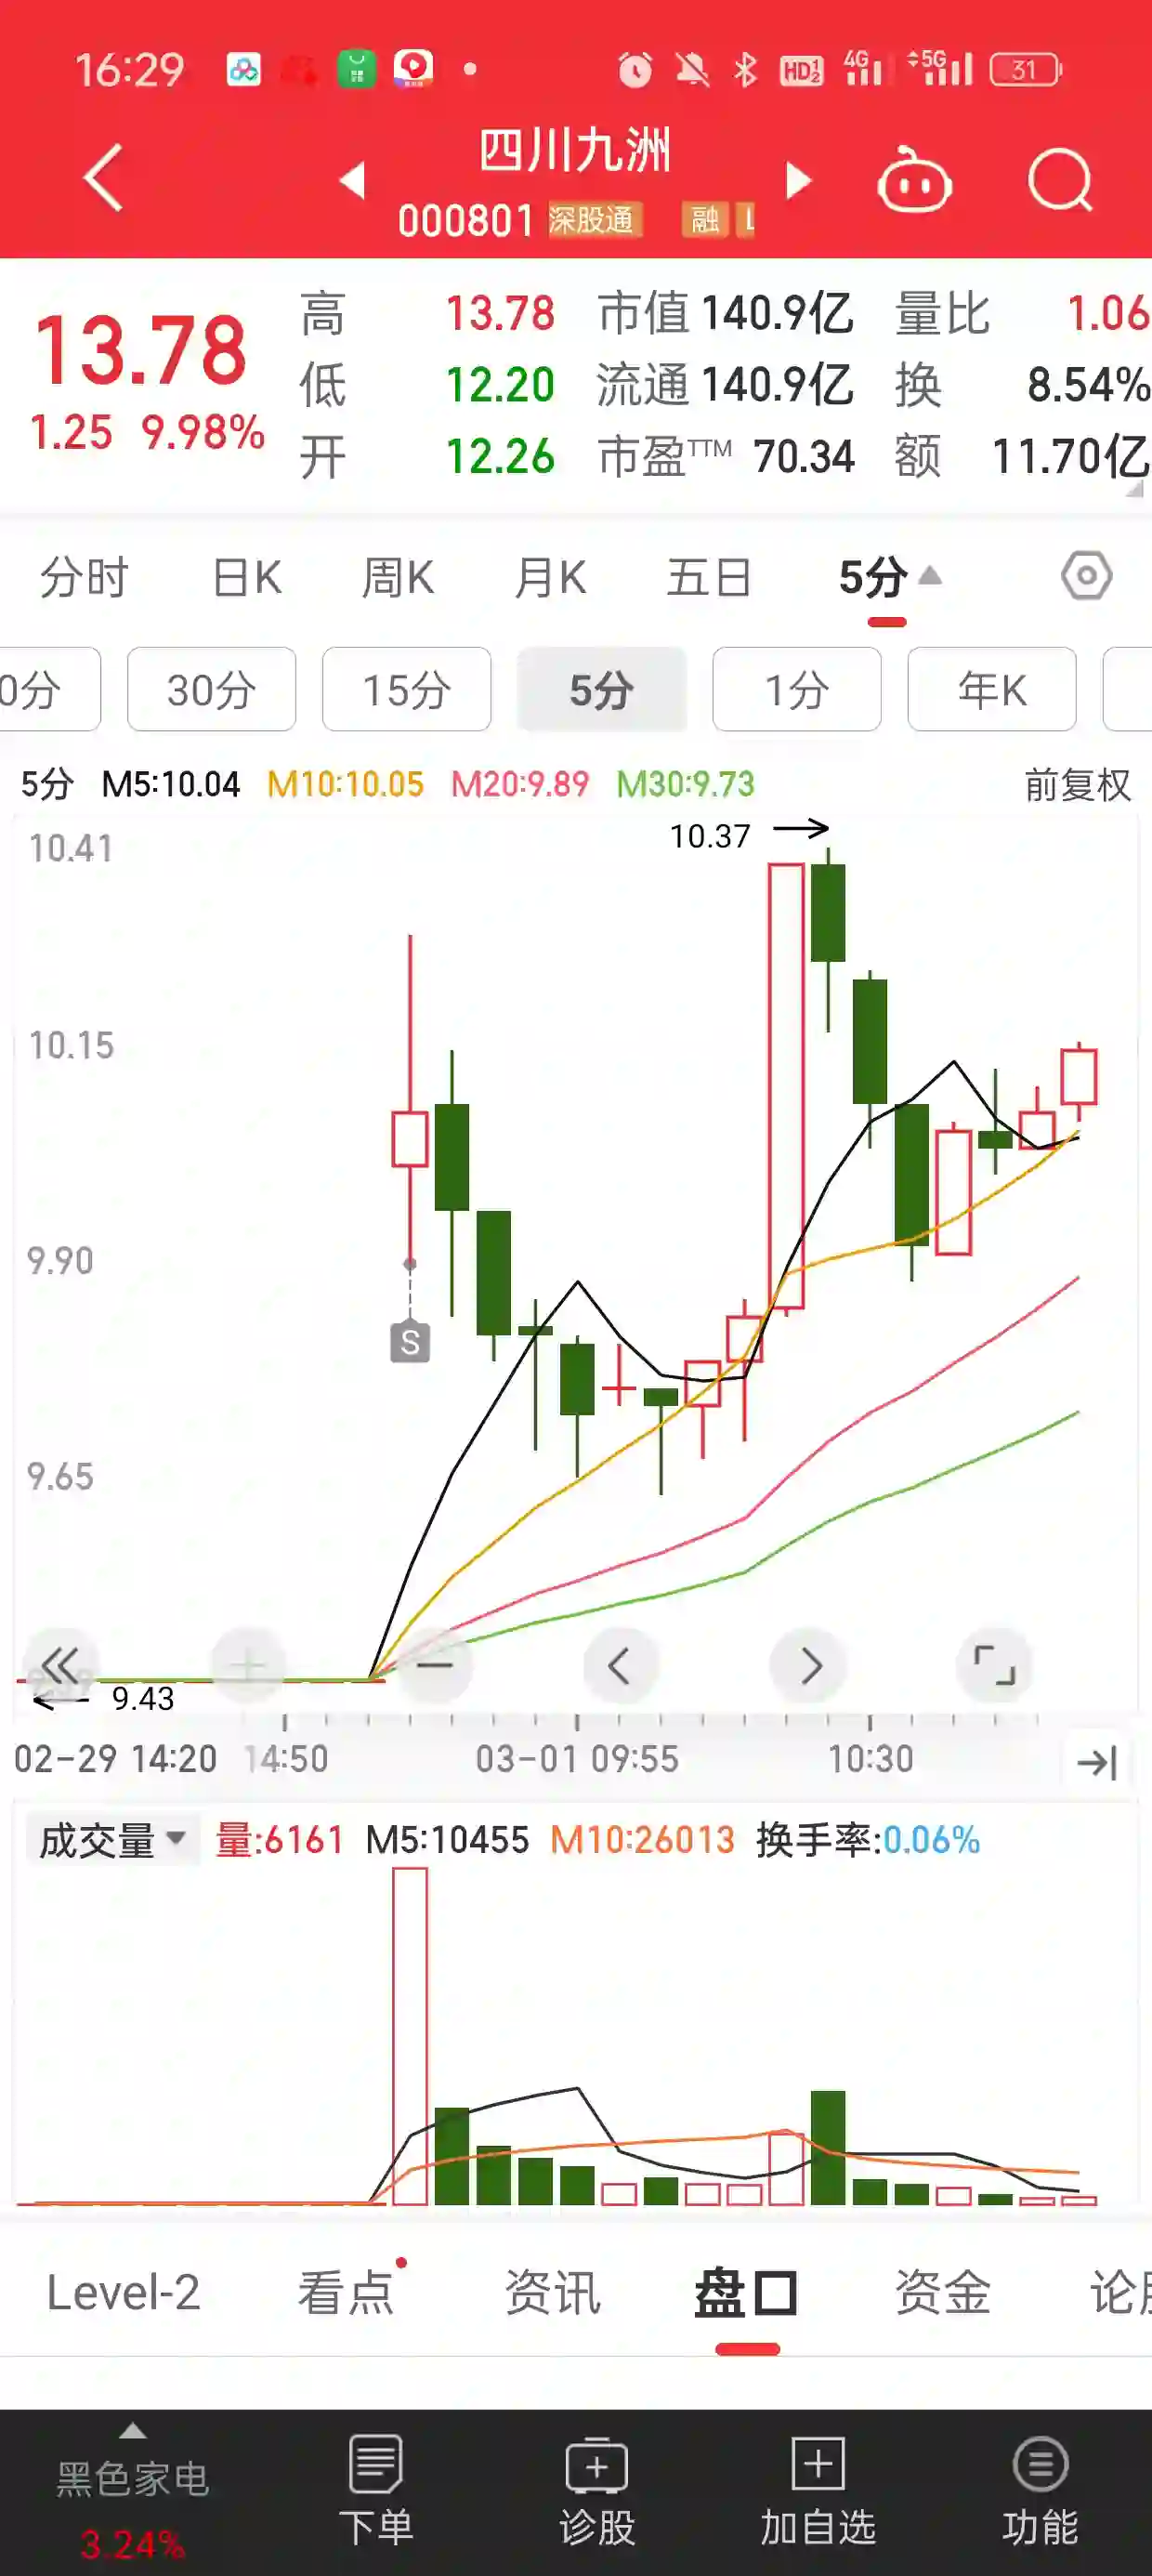 16:29 HD 1 2 4G 5G 31
四川九洲
000801 深股通 融 L
13.78
1.25 9.98%
高 13.78 市值 140.9亿 量比 1.06
低 12.20 流通 140.9亿 换 8.54%
开 12.26 市盈TTM 70.34 额 11.70亿
分时 日K 周K 月K 五日 5分
0分 30分 15分 5分 1分 年K
5分 M5:10.04 M10:10.05 M20:9.89 M30:9.73 前复权
10.37
10.41
10.15
9.90
S
9.65
9.43
02-29 14:20 14:50 03-01 09:55 10:30
成交量 量:6161 M5:10455 M10:26013 换手率:0.06%
Level-2 看点 资讯 盘口 资金 论
黑色家电
3.24%
下单 诊股 加自选 功能